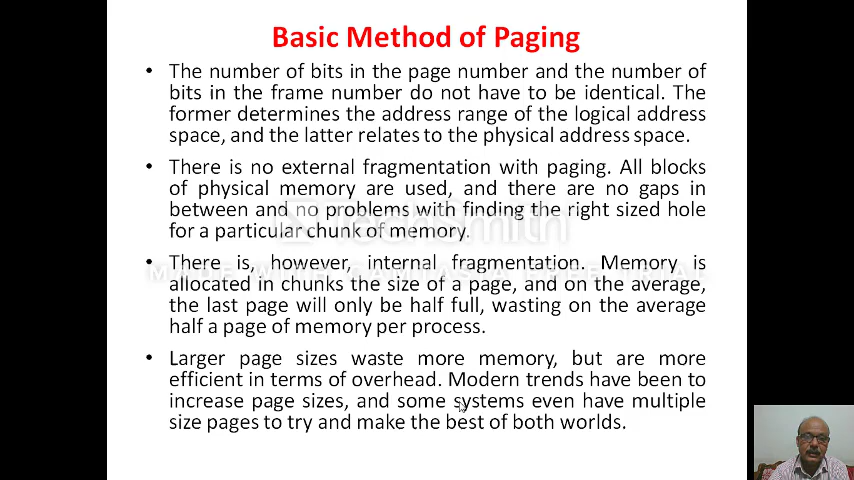 Basic Method of Paging
• The number of bits in the page number and the number of
bits in the frame number do not have to be identical. The
former determines the address range of the logical address
space, and the latter relates to the physical address space.
• There is no external fragmentation with paging. All blocks
of physical memory are used, and there are no gaps in
between and no problems with finding the right sized hole
for a particular chunk of memory.
TechSmith
• There is, however, internal fragmentation. Memory is
MADE WITH CAMTASIA FREE TRIAL
allocated in chunks the size of a page, and on the average,
the last page will only be half full, wasting on the average
half a page of memory per process.
• Larger page sizes waste more memory, but are more
efficient in terms of overhead. Modern trends have been to
increase page sizes, and some systems even have multiple
size pages to try and make the best of both worlds.